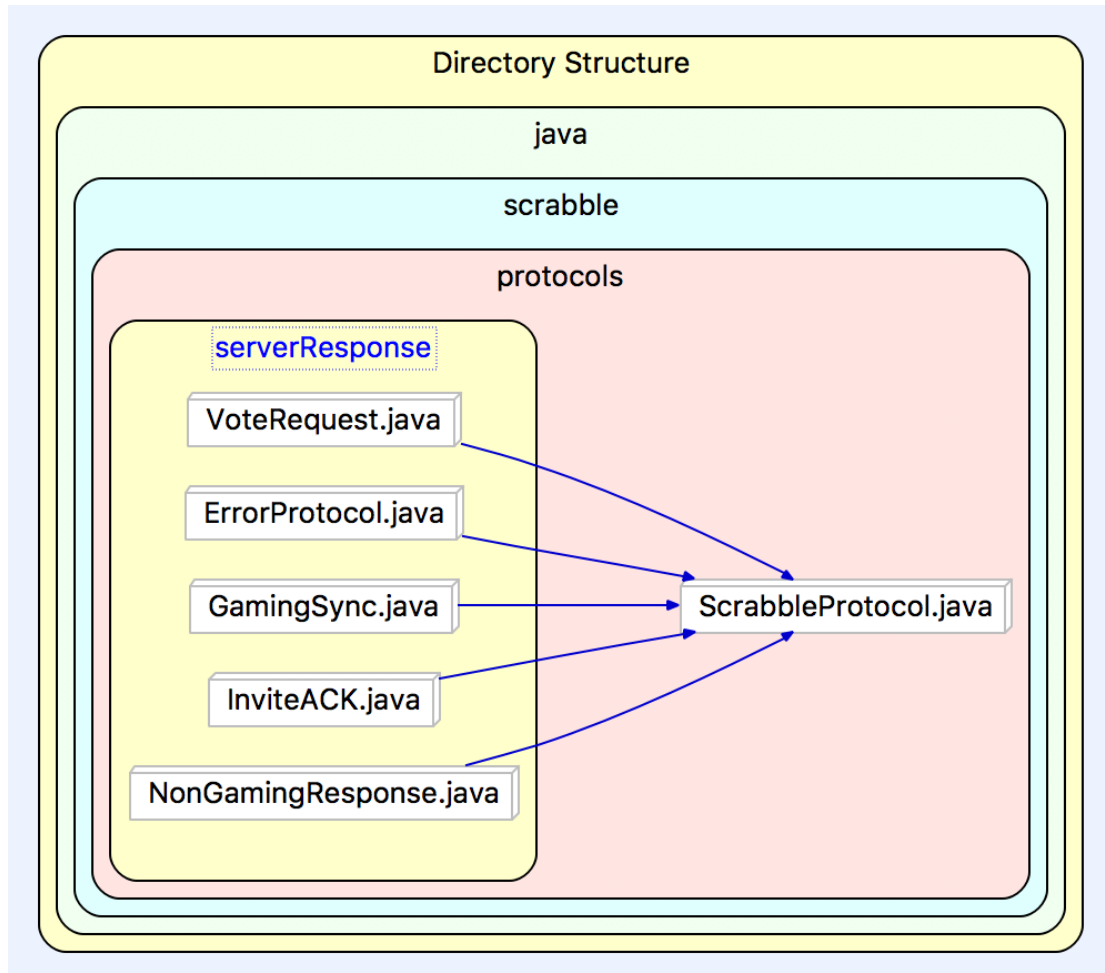 Directory Structure
java
scrabble
protocols
serverResponse
VoteRequest.java
ErrorProtocol.java
GamingSync.java
ScrabbleProtocol.java
InviteACK.java
NonGamingResponse.java